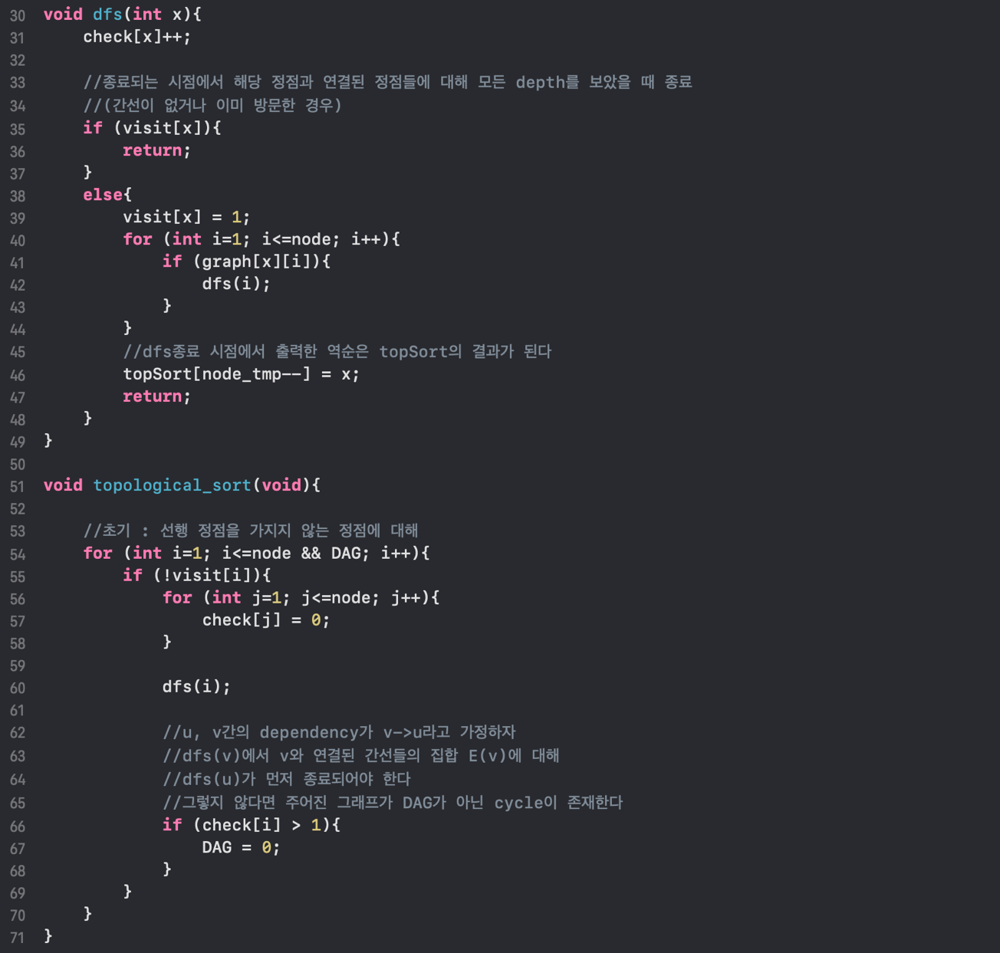 30 void dfs(int x){
31     check[x]++;
32
33     //종료되는 시점에서 해당 정점과 연결된 정점들에 대해 모든 depth를 보았을 때 종료
34     //(간선이 없거나 이미 방문한 경우)
35     if (visit[x]){
36         return;
37     }
38     else{
39         visit[x] = 1;
40         for (int i=1; i<=node; i++){
41             if (graph[x][i]){
42                 dfs(i);
43             }
44         }
45         //dfs종료 시점에서 출력한 역순은 topSort의 결과가 된다
46         topSort[node_tmp--] = x;
47         return;
48     }
49 }
50
51 void topological_sort(void){
52
53     //초기 : 선행 정점을 가지지 않는 정점에 대해
54     for (int i=1; i<=node && DAG; i++){
55         if (!visit[i]){
56             for (int j=1; j<=node; j++){
57                 check[j] = 0;
58             }
59
60             dfs(i);
61
62             //u, v간의 dependency가 v->u라고 가정하자
63             //dfs(v)에서 v와 연결된 간선들의 집합 E(v)에 대해
64             //dfs(u)가 먼저 종료되어야 한다
65             //그렇지 않다면 주어진 그래프가 DAG가 아닌 cycle이 존재한다
66             if (check[i] > 1){
67                 DAG = 0;
68             }
69         }
70     }
71 }